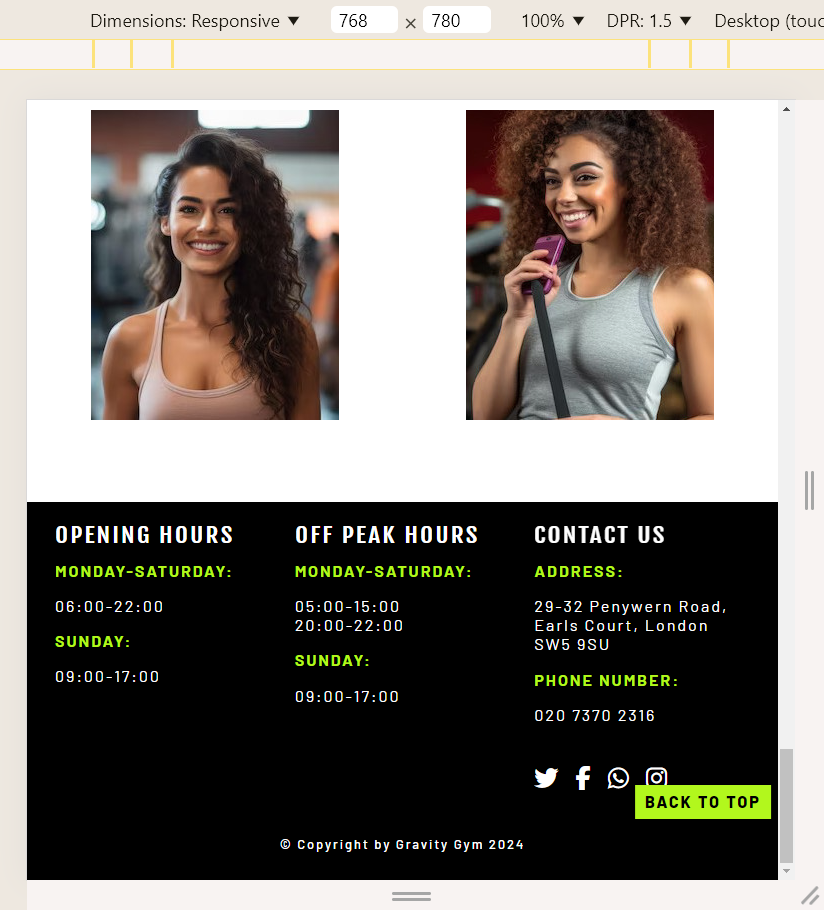 Dimensions: Responsive ▼ 768 × 780 100% ▼ DPR: 1.5 ▼ Desktop (touc
OPENING HOURS
MONDAY-SATURDAY:
06:00-22:00
SUNDAY:
09:00-17:00
OFF PEAK HOURS
MONDAY-SATURDAY:
05:00-15:00
20:00-22:00
SUNDAY:
09:00-17:00
CONTACT US
ADDRESS:
29-32 Penywern Road,
Earls Court, London
SW5 9SU
PHONE NUMBER:
020 7370 2316
BACK TO TOP
© Copyright by Gravity Gym 2024